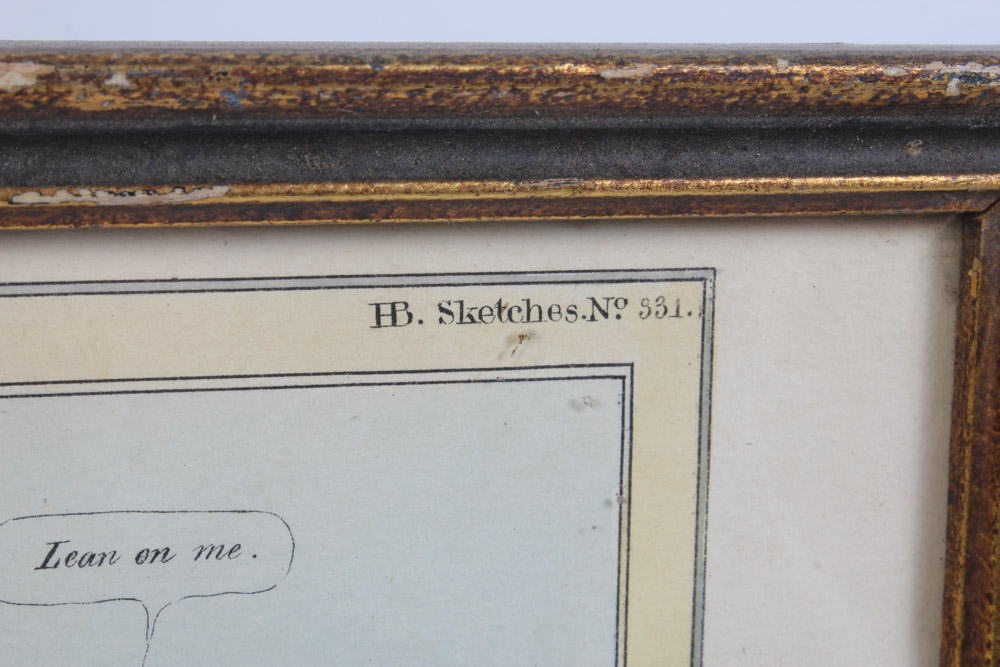 HB. Sketches. Nº 331.
Lean on me.